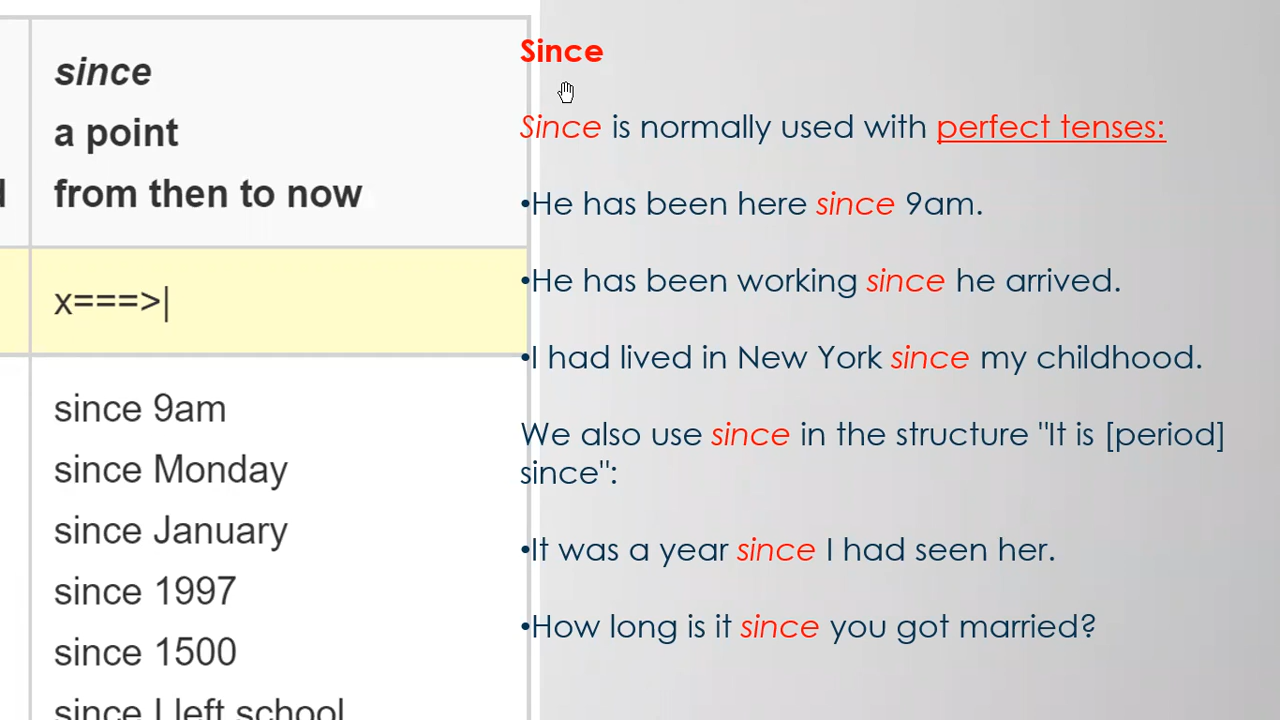 since
a point
from then to now
x===>|
since 9am
since Monday
since January
since 1997
since 1500
since I left school
Since
Since is normally used with perfect tenses:
•He has been here since 9am.
•He has been working since he arrived.
•I had lived in New York since my childhood.
We also use since in the structure "It is [period]
since":
•It was a year since I had seen her.
•How long is it since you got married?